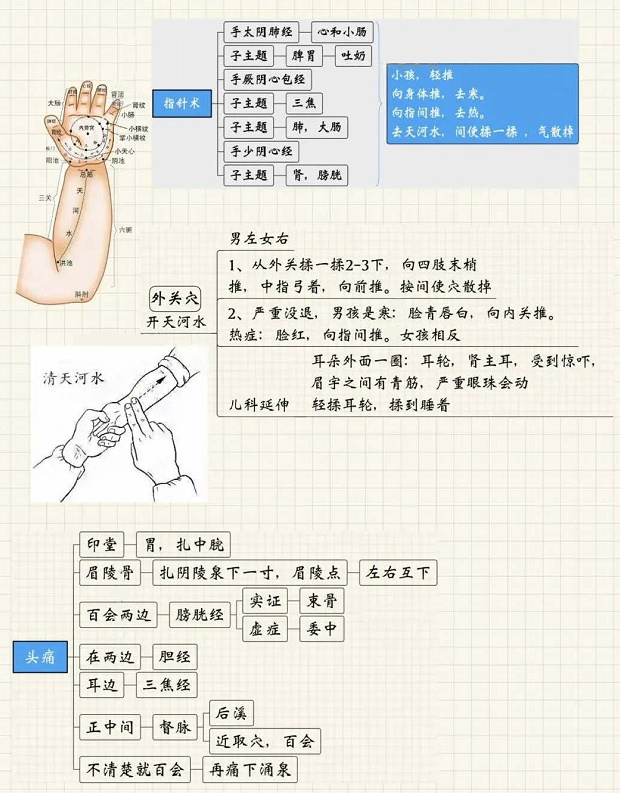 手太阴肺经
心和小肠
子主题
脾胃
吐奶
手厥阴心包经
指针术
子主题
三焦
子主题
肺，大肠
手少阴心经
子主题
肾，膀胱
小孩，轻推
向身体推，去寒。
向指间推，去热。
去天河水，间使揉一揉，气散掉
大肠
肾纹
小肠
内劳宫
小横纹
掌小横纹
小天心
阳池
阴池
总筋
三关
天
河
水
六腑
洪池
㪷肘
男左女右
1、从外关揉一揉2-3下，向四肢末梢
推，中指弓着，向前推。按间使穴散掉
外关穴
开天河水
2、严重没退，男孩是寒：脸青唇白，向内关推。
热症：脸红，向指间推。女孩相反
耳朵外面一圈：耳轮，肾主耳，受到惊吓，
眉宇之间有青筋，严重眼珠会动
儿科延伸
轻揉耳轮，揉到睡着
清天河水
印堂
胃，扎中脘
眉陵骨
扎阴陵泉下一寸，眉陵点
左右互下
百会两边
膀胱经
实证
束骨
虚症
委中
头痛
在两边
胆经
耳边
三焦经
正中间
督脉
后溪
近取穴，百会
不清楚就百会
再痛下涌泉